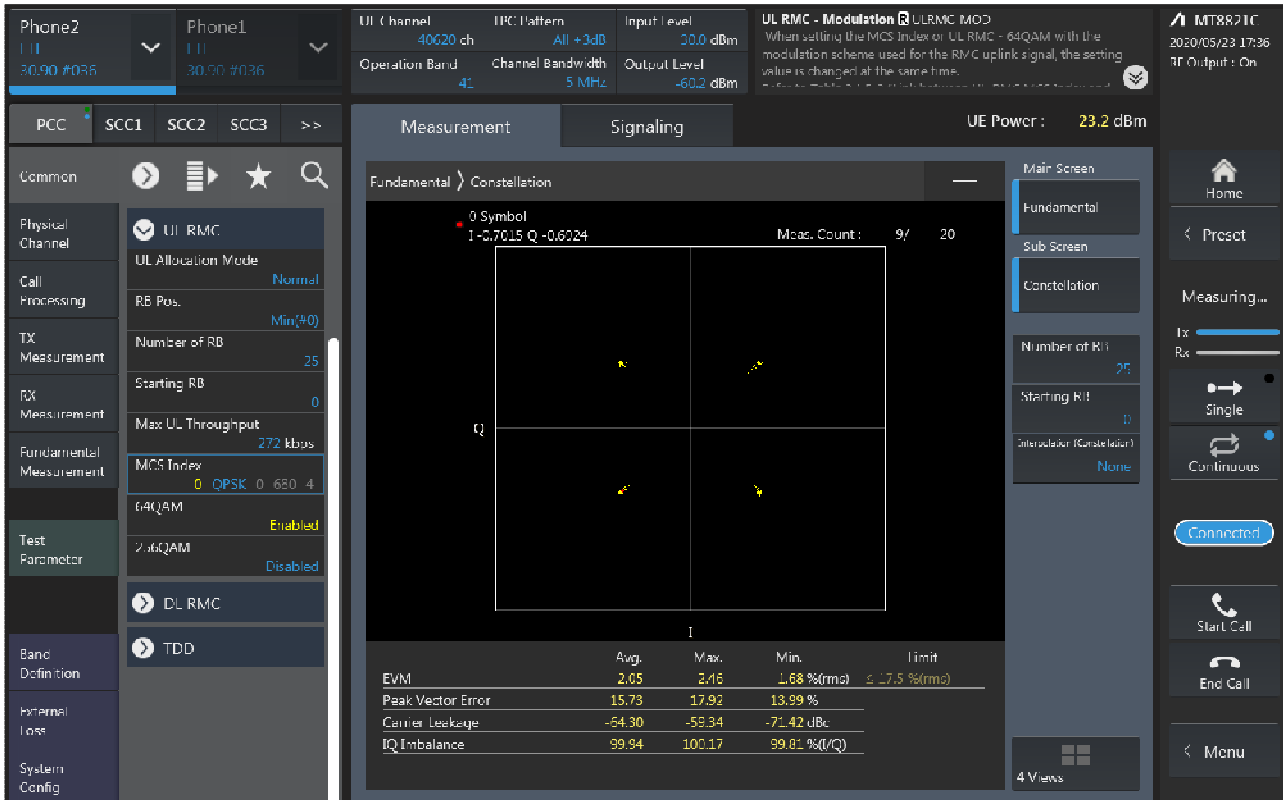 Phone2
30.90 #036
Phone1
30.90 #036
UL Channel
40620 ch
TPC Pattern
All +3dB
Input Level
30.0 dBm
Operation Band
41
Channel Bandwidth
5 MHz
Output Level
-60.2 dBm
UL RMC - Modulation R ULRMC MOD
When setting the MCS Index or UL RMC - 64QAM with the
modulation scheme used for the RMC uplink signal, the setting
value is changed at the same time.
MT8821C
2020/05/23 17:36
RF Output : On
PCC
SCC1
SCC2
SCC3
>>
Measurement
Signaling
UE Power : 23.2 dBm
Common
Physical
Channel
Call
Processing
TX
Measurement
RX
Measurement
Fundamental
Measurement
Test
Parameter
Band
Definition
External
Loss
System
Config
UL RMC
UL Allocation Mode
Normal
RB Pos.
Min(#0)
Number of RB
25
Starting RB
0
Max UL Throughput
272 kbps
MCS Index
0 QPSK 0 680 4
64QAM
Enabled
256QAM
Disabled
DL RMC
TDD
Fundamental > Constellation
0 Symbol
I -0.7015 Q -0.6024
Meas. Count : 9/ 20
Q
I
Avg. Max. Min. Limit
EVM 2.05 2.46 1.68 %(rms) ≤ 17.5 %(rms)
Peak Vector Error 15.73 17.92 13.99 %
Carrier Leakage -64.30 -59.34 -71.42 dBc
IQ Imbalance 99.94 100.17 99.81 %(I/Q)
Main Screen
Fundamental
Sub Screen
Constellation
Number of RB
25
Starting RB
0
Interpolation (Constellation)
None
4 Views
Home
Preset
Measuring...
Tx
Rx
Single
Continuous
Connected
Start Call
End Call
Menu